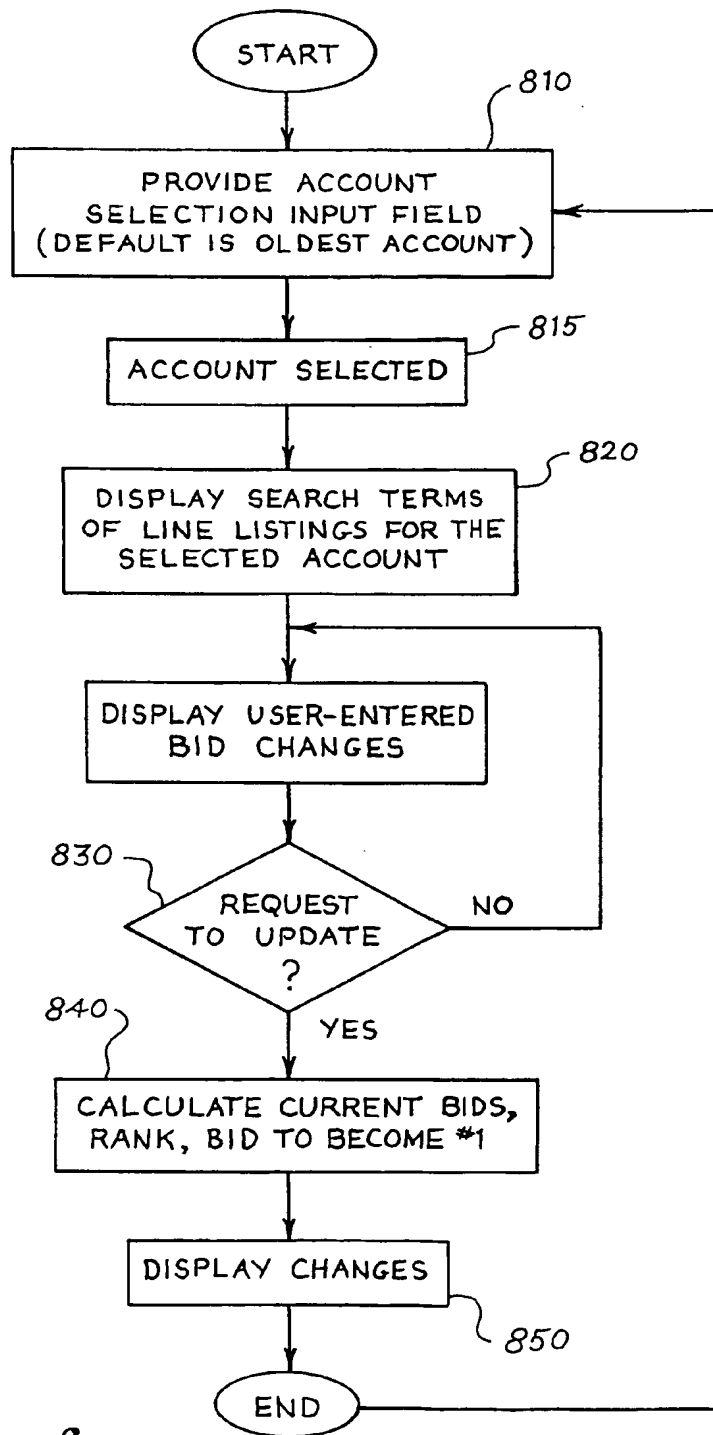 START
810
PROVIDE ACCOUNT
SELECTION INPUT FIELD
(DEFAULT IS OLDEST ACCOUNT)
815
ACCOUNT SELECTED
820
DISPLAY SEARCH TERMS
OF LINE LISTINGS FOR THE
SELECTED ACCOUNT
DISPLAY USER-ENTERED
BID CHANGES
830
REQUEST
TO UPDATE
?
NO
840
YES
CALCULATE CURRENT BIDS,
RANK, BID TO BECOME #1
DISPLAY CHANGES
850
END